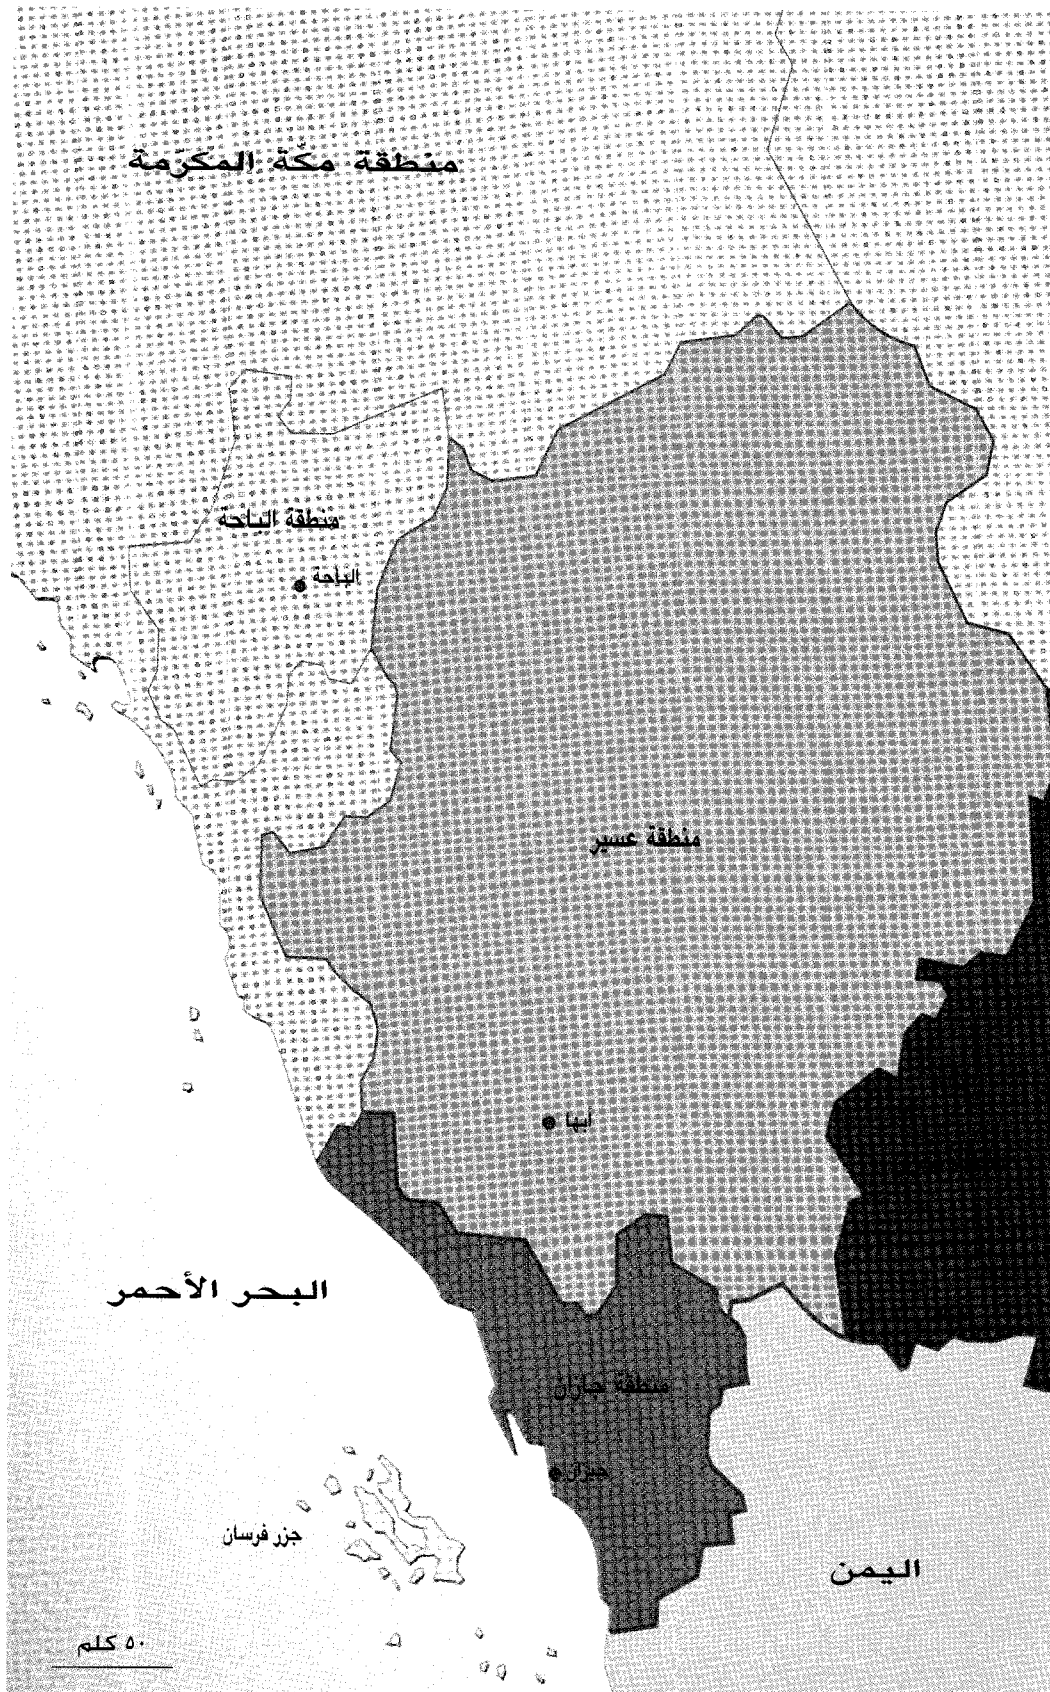 منطقة مكّة المكرّمة
منطقة الباحة
الباحة
منطقة عسير
أبها
البحر الأحمر
منطقة جازان
جيزان
جزر فرسان
اليمن
٥٠ كلم